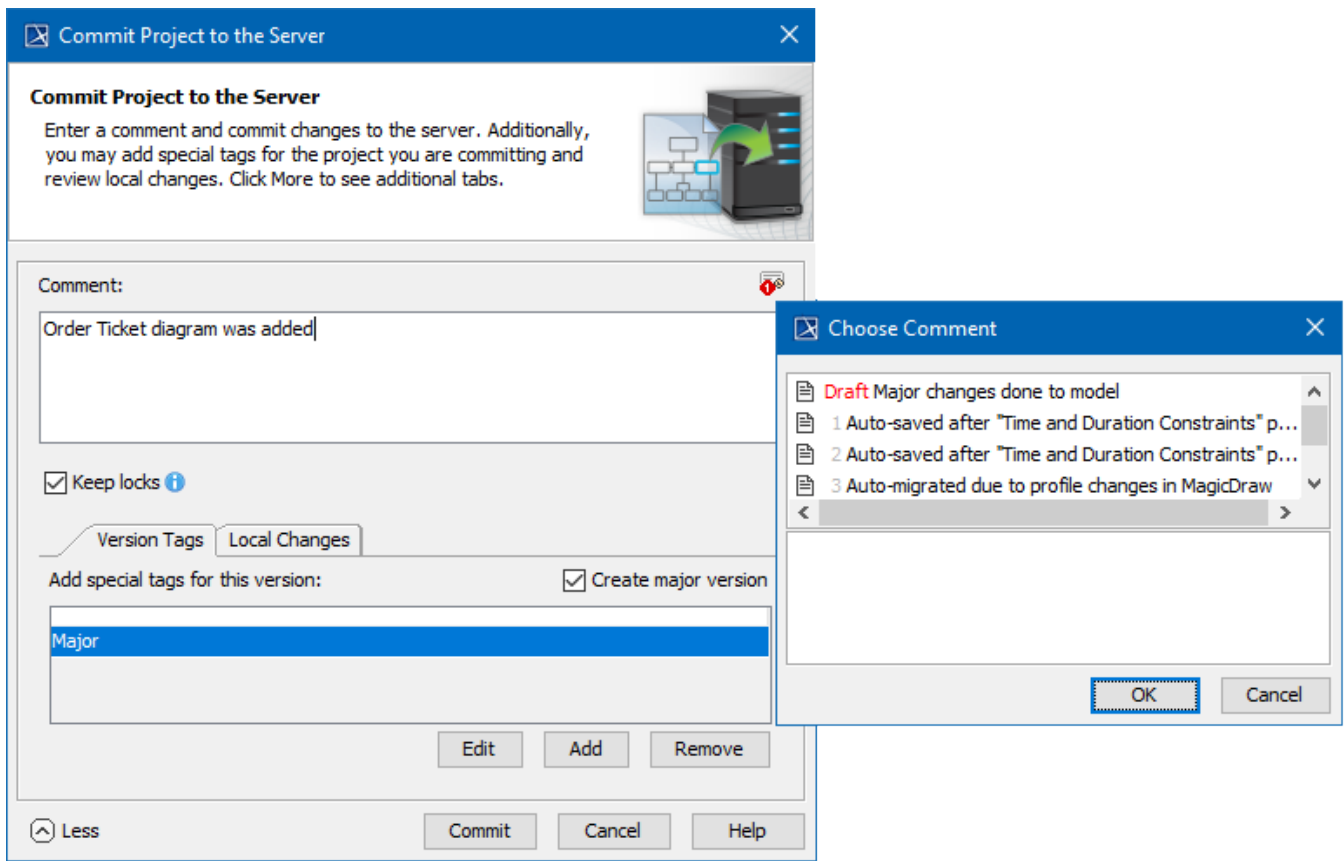 Commit Project to the Server
Commit Project to the Server
Enter a comment and commit changes to the server. Additionally,
you may add special tags for the project you are committing and
review local changes. Click More to see additional tabs.
Comment:
1
Order Ticket diagram was added
Keep locks
Version Tags
Local Changes
Add special tags for this version:
Create major version
Major
Edit
Add
Remove
Less
Commit
Cancel
Help
Choose Comment
Draft Major changes done to model
1 Auto-saved after "Time and Duration Constraints" p...
2 Auto-saved after "Time and Duration Constraints" p...
3 Auto-migrated due to profile changes in MagicDraw
OK
Cancel